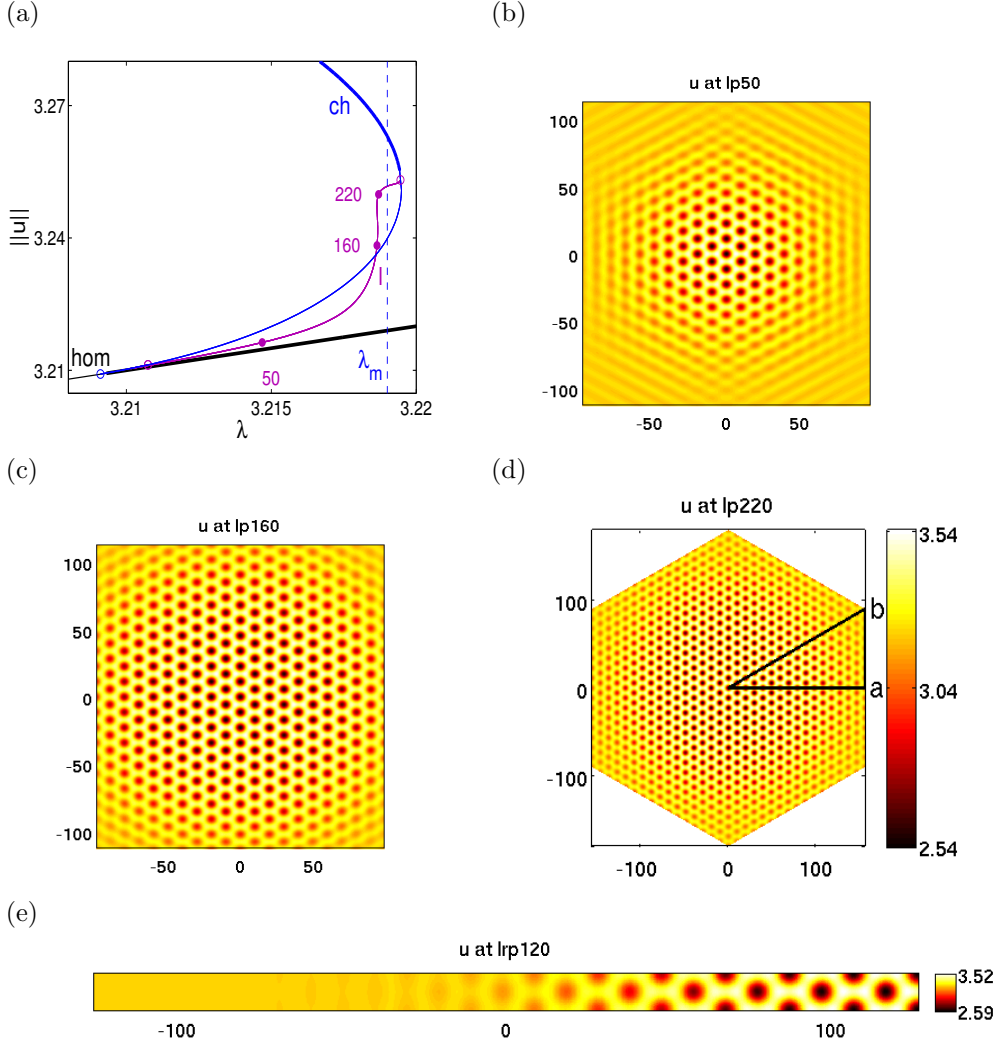 (a)
(b)
||u||
3.27
3.24
3.21
ch
220
160
l
hom
50
λm
3.21
3.215
3.22
λ
u at lp50
100
50
0
-50
-100
-50
0
50
(c)
(d)
u at lp160
100
50
0
-50
-100
-50
0
50
u at lp220
100
0
-100
-100
0
100
b
a
3.54
3.04
2.54
(e)
u at lrp120
-100
0
100
3.52
2.59